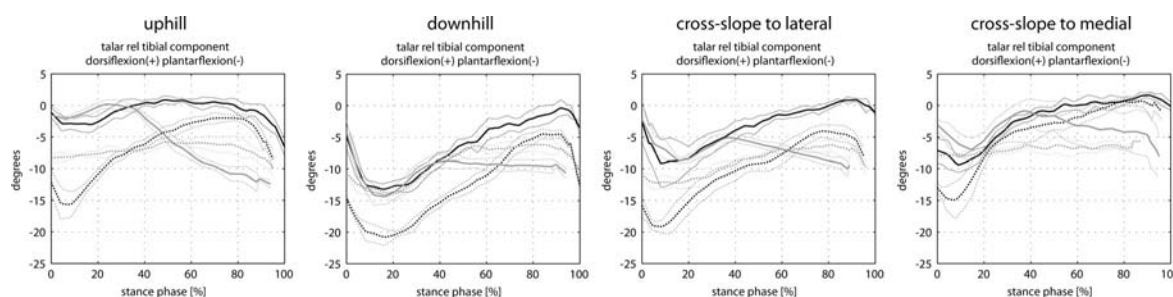 uphill
talar rel tibial component
dorsiflexion(+) plantarflexion(-)
5
0
-5
-10
-15
-20
-25
degrees
0 20 40 60 80 100
stance phase [%]
downhill
talar rel tibial component
dorsiflexion(+) plantarflexion(-)
5
0
-5
-10
-15
-20
-25
degrees
0 20 40 60 80 100
stance phase [%]
cross-slope to lateral
talar rel tibial component
dorsiflexion(+) plantarflexion(-)
5
0
-5
-10
-15
-20
-25
degrees
0 20 40 60 80 100
stance phase [%]
cross-slope to medial
talar rel tibial component
dorsiflexion(+) plantarflexion(-)
5
0
-5
-10
-15
-20
-25
degrees
0 20 40 60 80 100
stance phase [%]